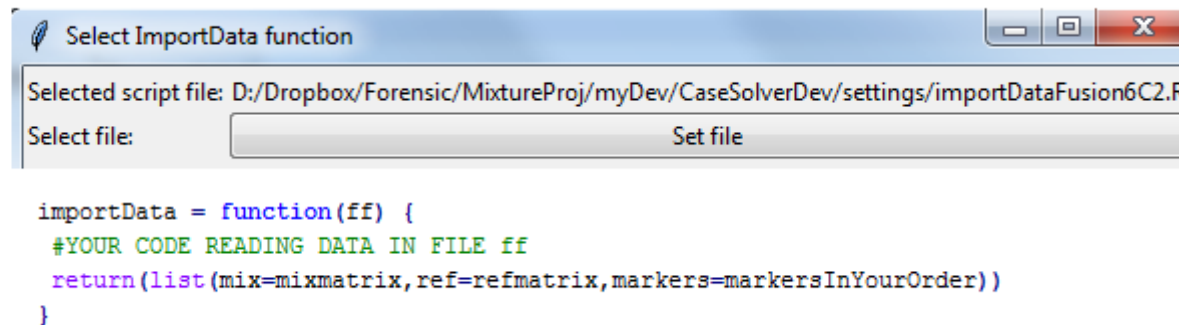 Select ImportData function
Selected script file: D:/Dropbox/Forensic/MixtureProj/myDev/CaseSolverDev/settings/importDataFusion6C2.R
Select file: Set file
importData = function(ff) {
#YOUR CODE READING DATA IN FILE ff
return(list(mix=mixmatrix,ref=refmatrix,markers=markersInYourOrder))
}